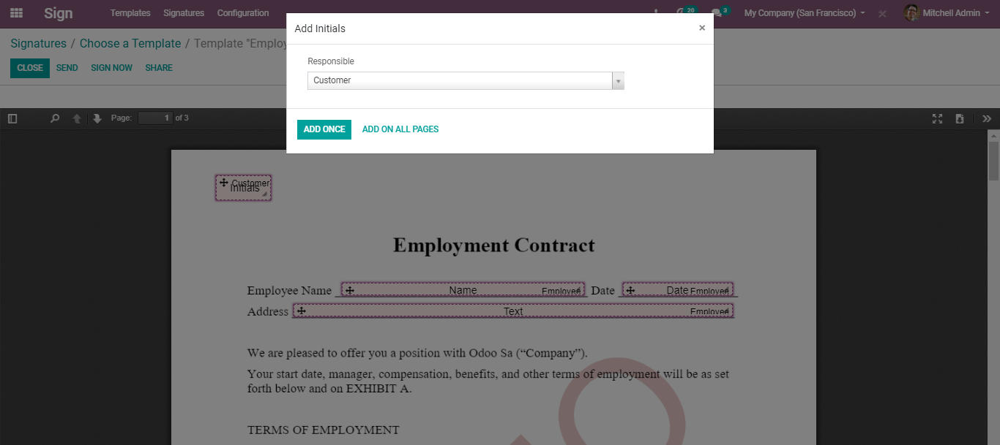 Sign Templates Signatures Configuration 20 3 My Company (San Francisco) Mitchell Admin
Add Initials ×
Signatures / Choose a Template / Template "Employ
Responsible
CLOSE SEND SIGN NOW SHARE
Customer
Page: 1 of 3
ADD ONCE ADD ON ALL PAGES
Customer
Initials
Employment Contract
Employee Name Name Employee Date Date Employee
Address Text Employee
We are pleased to offer you a position with Odoo Sa (“Company”).
Your start date, manager, compensation, benefits, and other terms of employment will be as set
forth below and on EXHIBIT A.
TERMS OF EMPLOYMENT